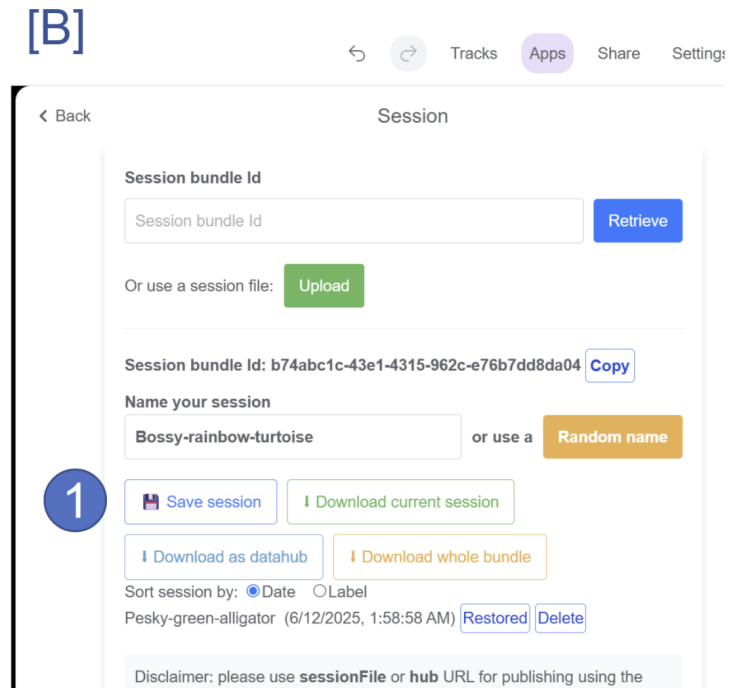 [B]
Tracks Apps Share Settings
Back Session
Session bundle Id
Session bundle Id Retrieve
Or use a session file: Upload
Session bundle Id: b74abc1c-43e1-4315-962c-e76b7dd8da04 Copy
Name your session
Bossy-rainbow-turtoise or use a Random name
1 💾 Save session ⬇ Download current session
⬇ Download as datahub ⬇ Download whole bundle
Sort session by: Date Label
Pesky-green-alligator (6/12/2025, 1:58:58 AM) Restored Delete
Disclaimer: please use sessionFile or hub URL for publishing using the